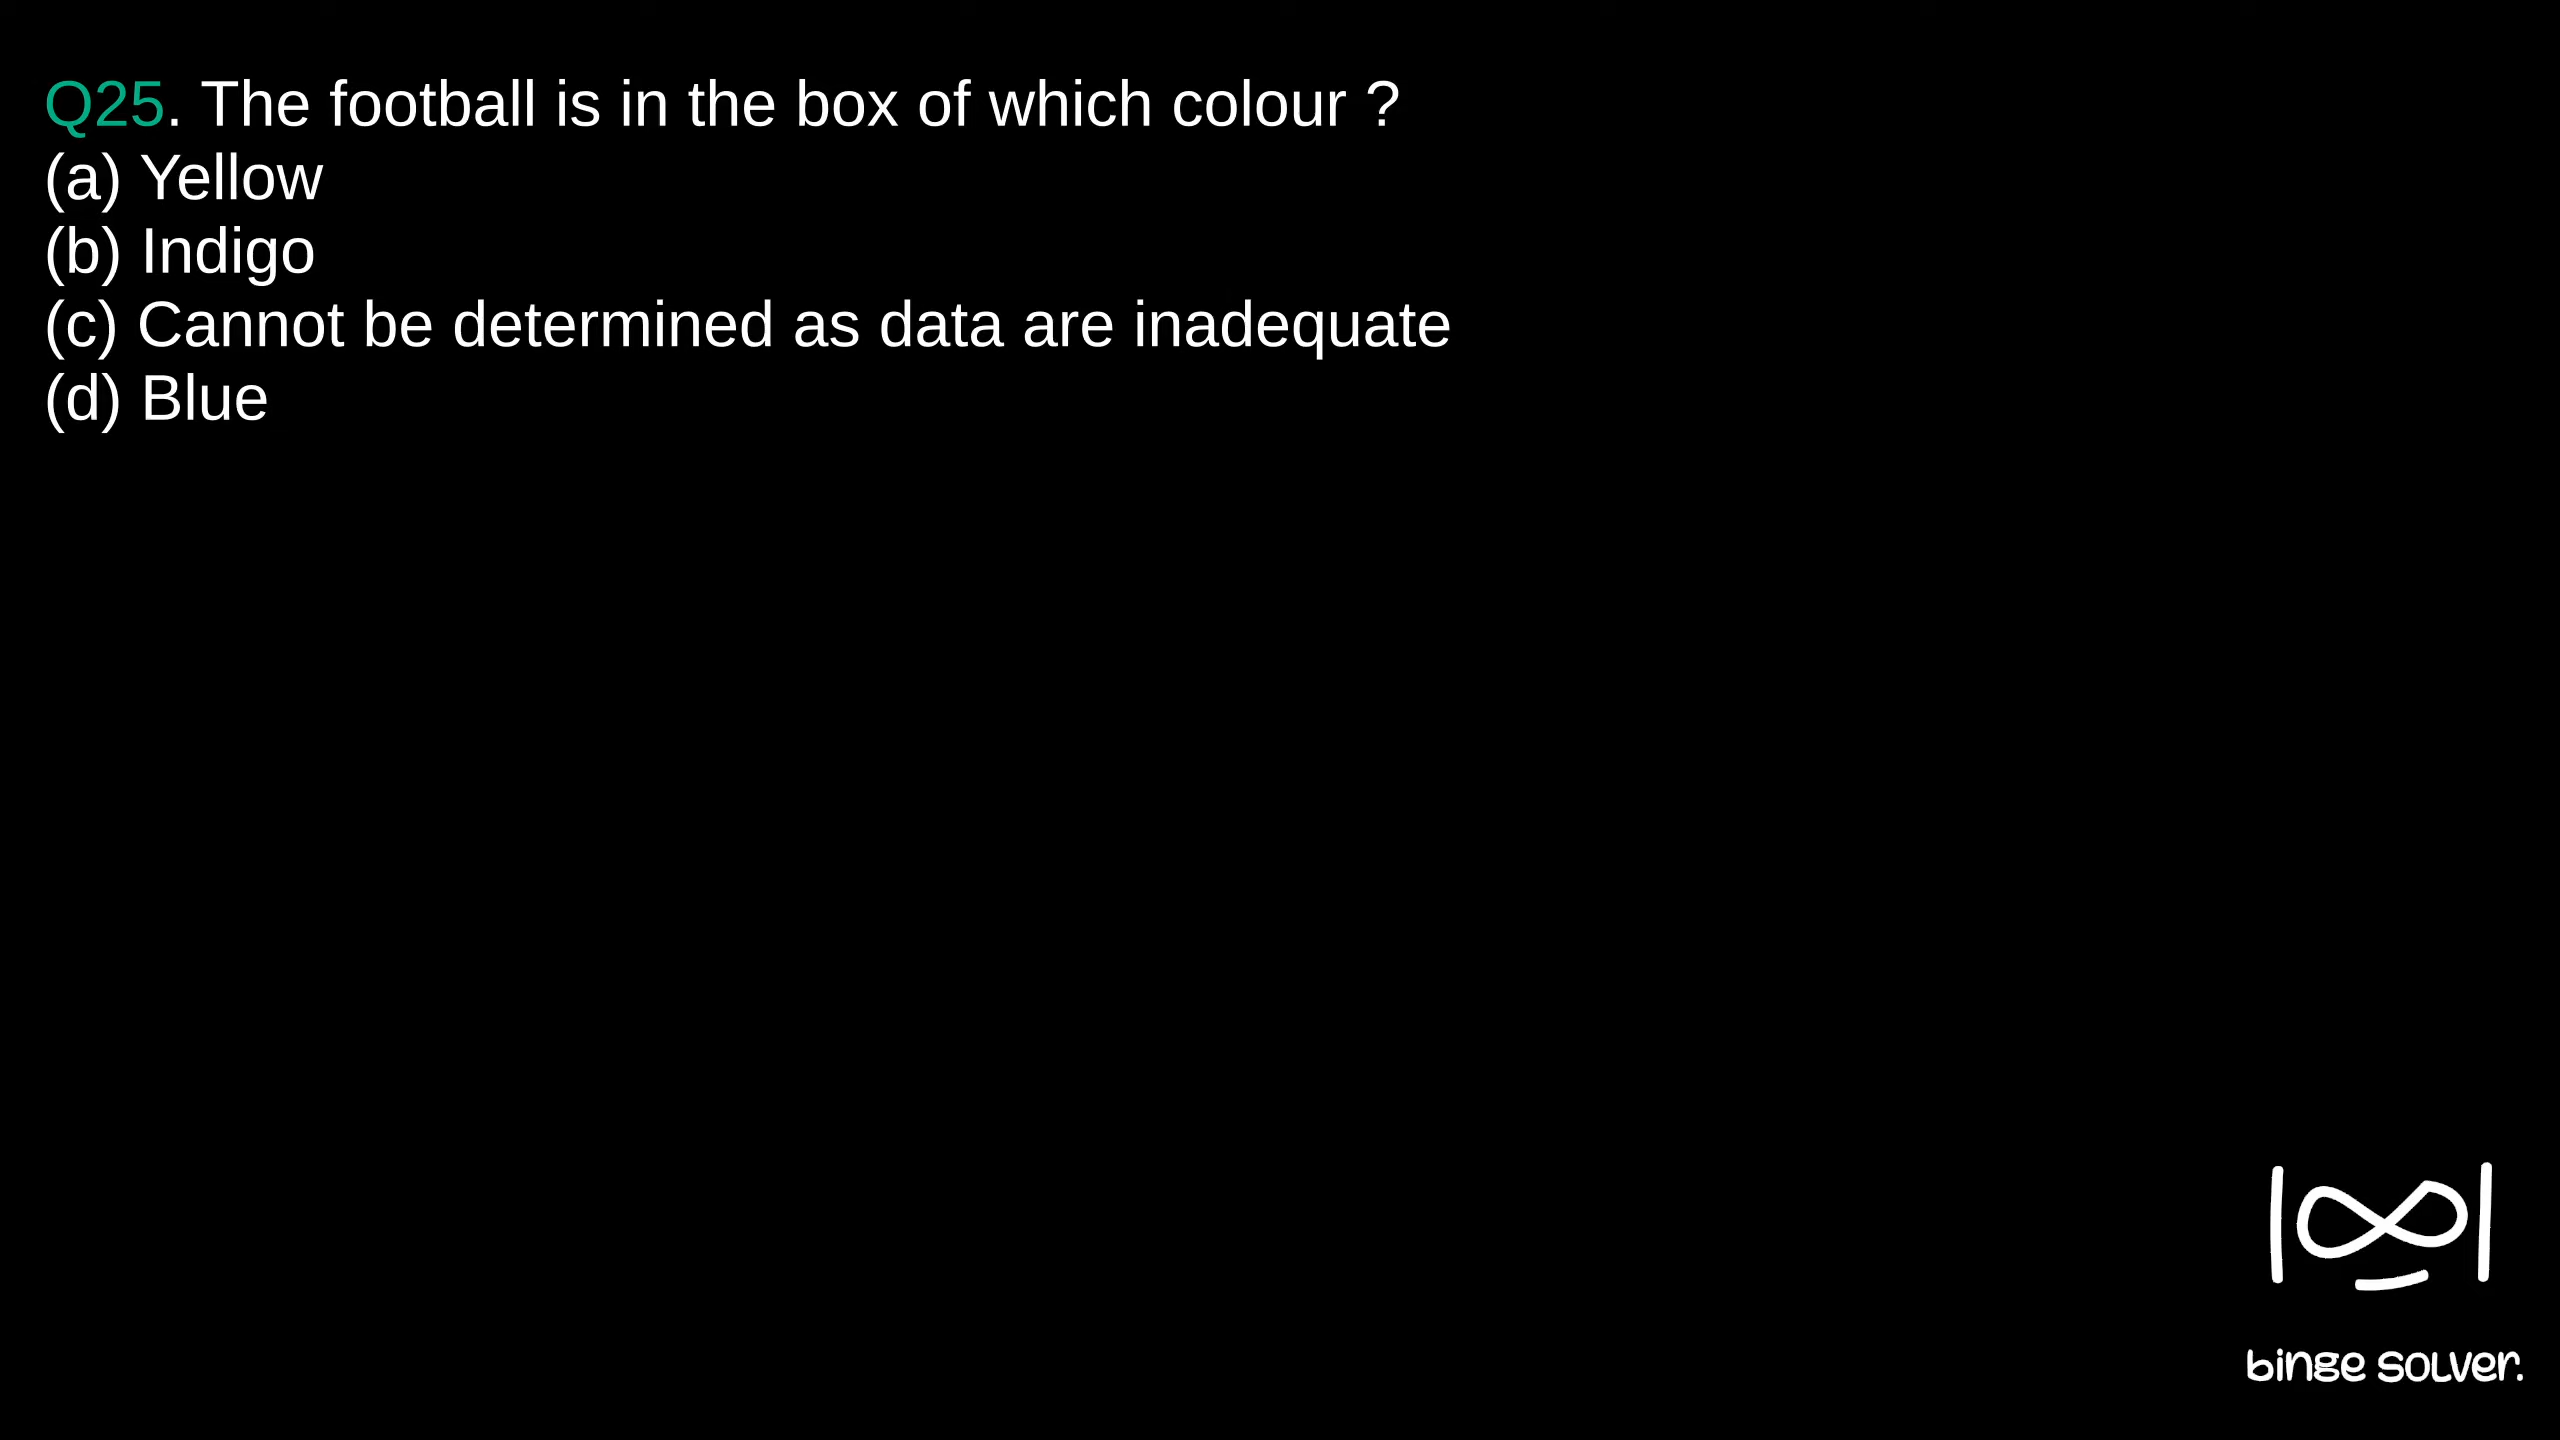 Q25. The football is in the box of which colour ?
(a) Yellow
(b) Indigo
(c) Cannot be determined as data are inadequate
(d) Blue
binge solver.